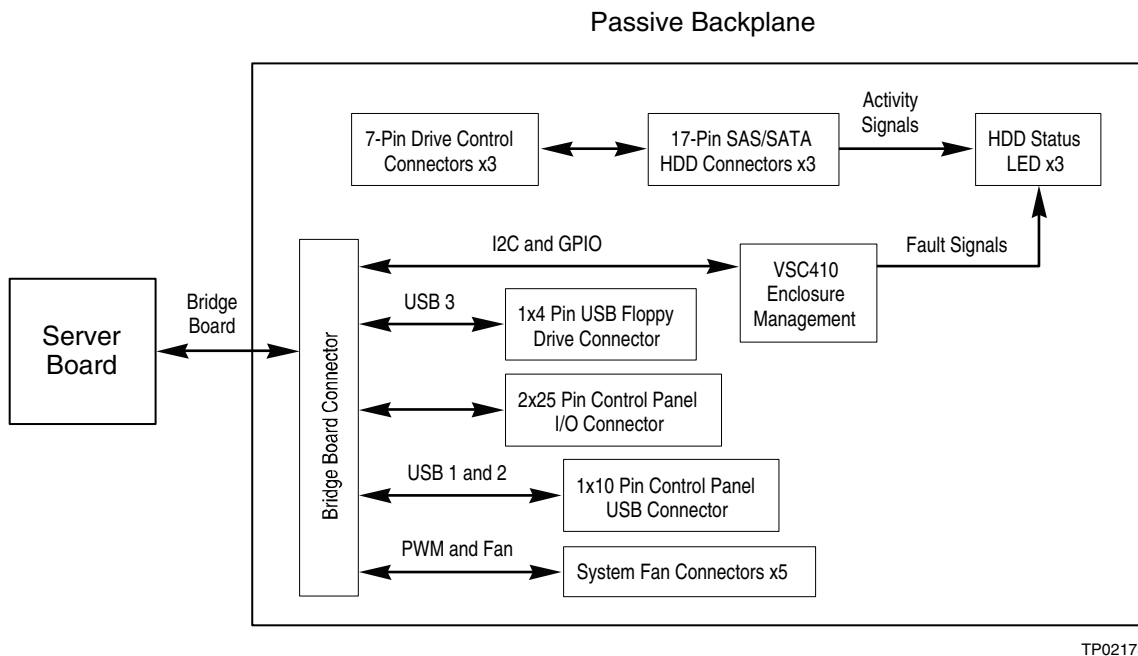 Passive Backplane
7-Pin Drive Control
Connectors x3
17-Pin SAS/SATA
HDD Connectors x3
Activity
Signals
HDD Status
LED x3
Server
Board
Bridge
Board
Bridge Board Connector
I2C and GPIO
VSC410
Enclosure
Management
Fault Signals
USB 3
1x4 Pin USB Floppy
Drive Connector
2x25 Pin Control Panel
I/O Connector
USB 1 and 2
1x10 Pin Control Panel
USB Connector
PWM and Fan
System Fan Connectors x5